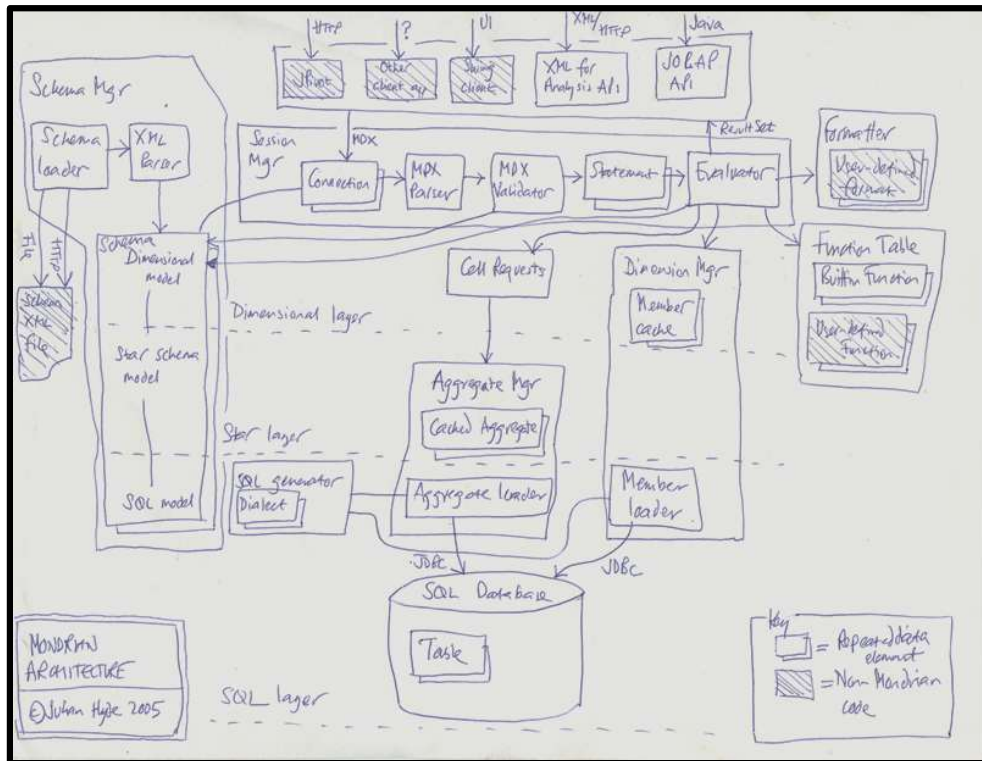 HTTP
?
UI
XML/
HTTP
Java
JPivot
Other
client app
Swing
client
XML for
Analysis APIs
JOLAP
API
Schema Mgr
Schema
loader
XML
Parser
File
HTTP
Schema
XML
File
Session
Mgr
MDX
Connection
MDX
Parser
MDX
Validator
Statement
Evaluator
ResultSet
Formatter
User-defined
Format
Function Table
Builtin Function
User-defined
Function
Schema
Dimensional
model
Star schema
model
SQL model
Cell Requests
Dimension Mgr
Member
cache
Dimensional layer
Aggregate Mgr
Cached Aggregate
Star layer
SQL generator
Dialect
Aggregate loader
Member
loader
JDBC
JDBC
SQL Database
Table
SQL layer
MONDRIAN
ARCHITECTURE
© Julian Hyde 2005
Key
= Repeated data
element
= Non Mondrian
code